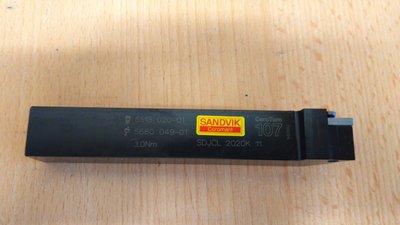 5513 020-01
5680 049-01
3.0Nm
SANDVIK
Coromant
CoroTurn
107
SDJCL 2020K 11